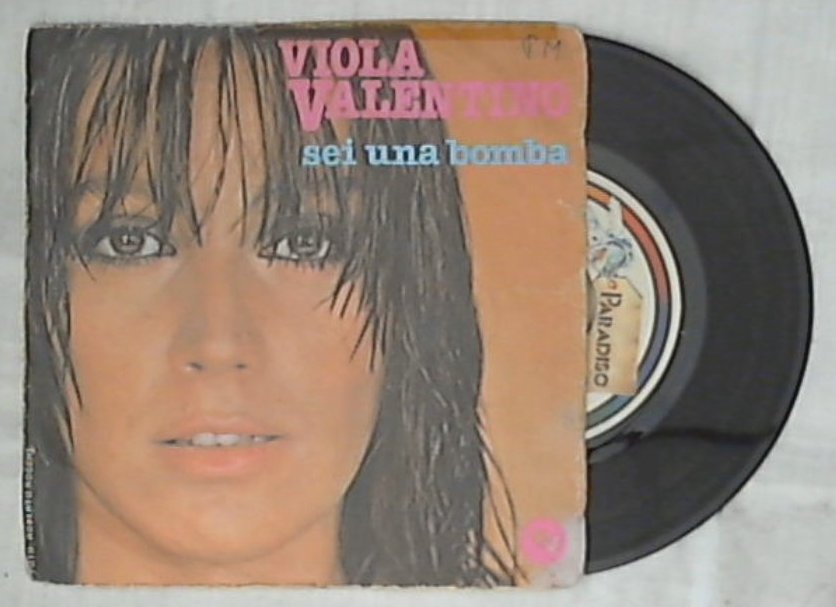 VIOLA
VALENTINO
sei una bomba
PARADISO